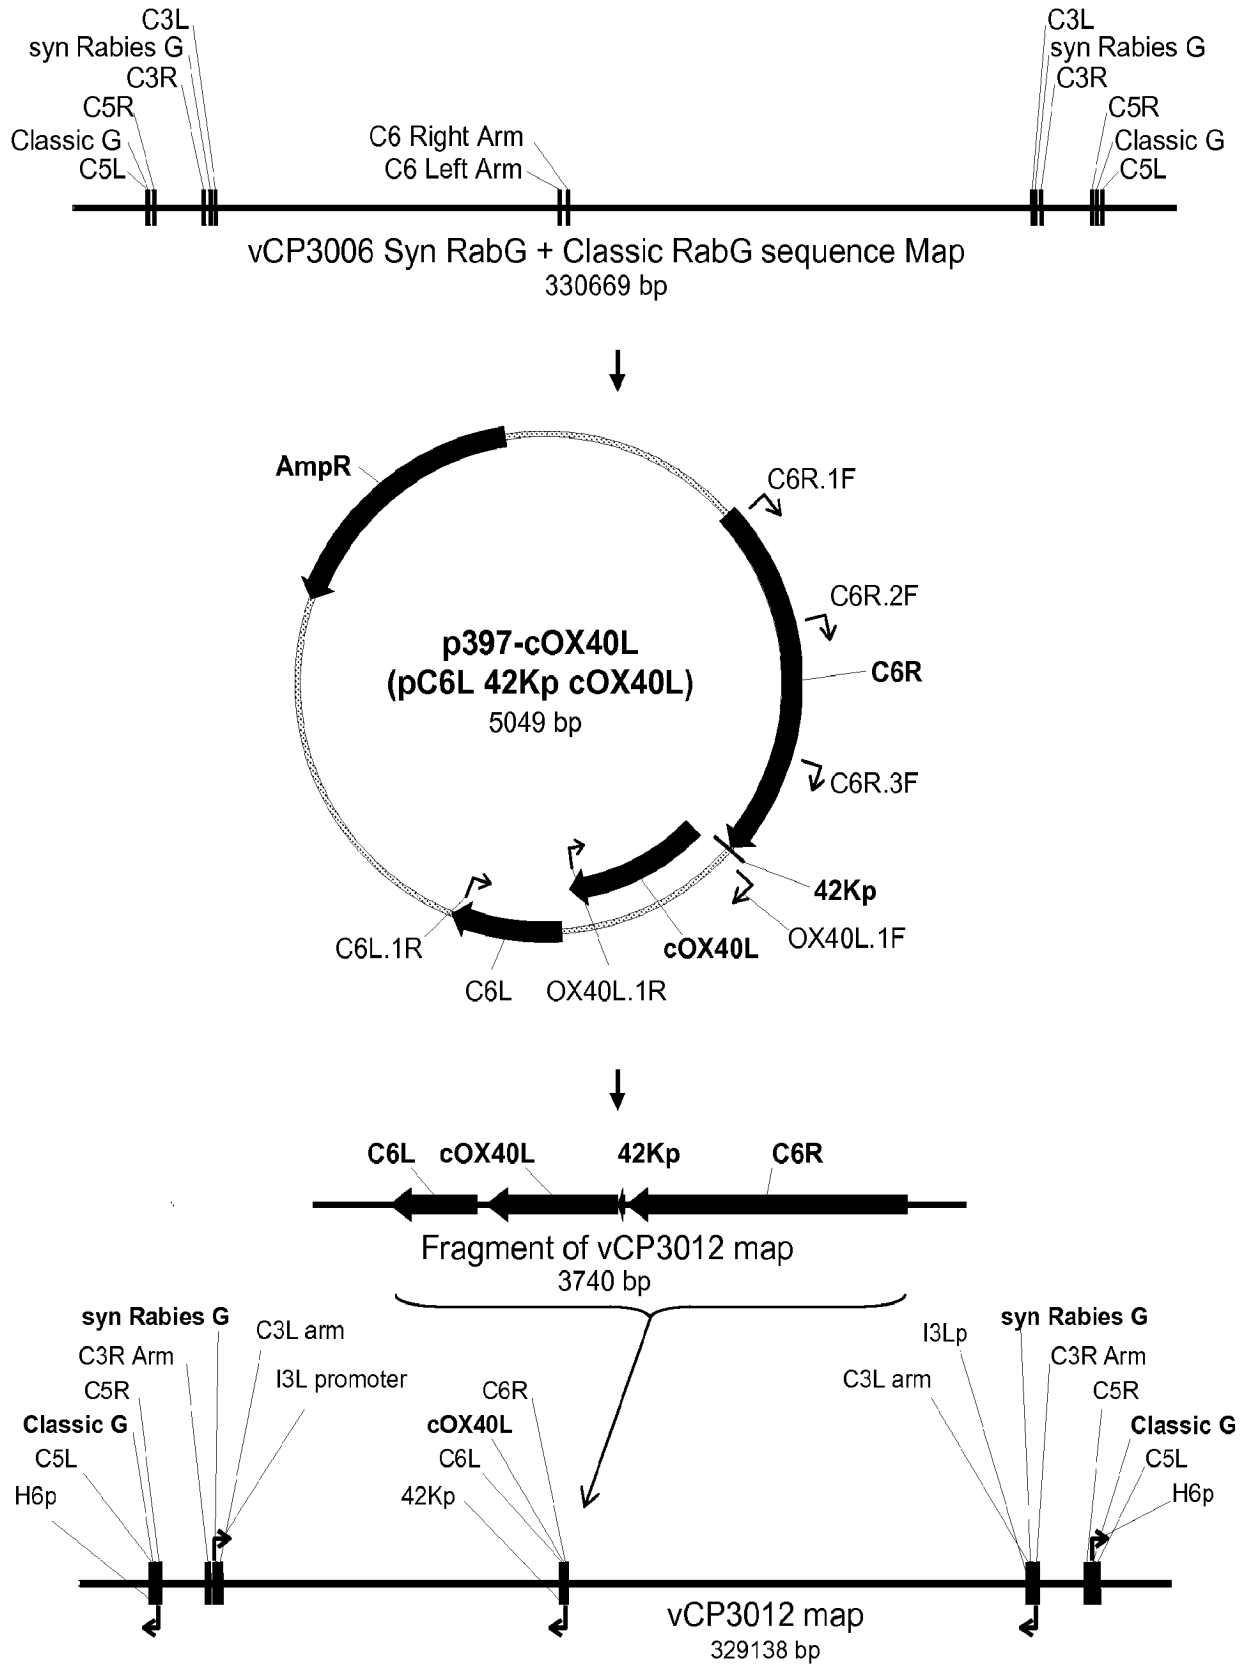 C3L
syn Rabies G
C3R
C5R
Classic G
C5L
C6 Right Arm
C6 Left Arm
C3L
syn Rabies G
C3R
C5R
Classic G
C5L
vCP3006 Syn RabG + Classic RabG sequence Map
330669 bp
AmpR
C6R.1F
C6R.2F
C6R
C6R.3F
p397-cOX40L
(pC6L 42Kp cOX40L)
5049 bp
42Kp
OX40L.1F
cOX40L
OX40L.1R
C6L
C6L.1R
C6L
cOX40L
42Kp
C6R
Fragment of vCP3012 map
3740 bp
syn Rabies G
C3L arm
C3R Arm
I3L promoter
C5R
Classic G
C5L
H6p
C6R
cOX40L
C6L
42Kp
I3Lp
syn Rabies G
C3L arm
C3R Arm
C5R
Classic G
C5L
H6p
vCP3012 map
329138 bp